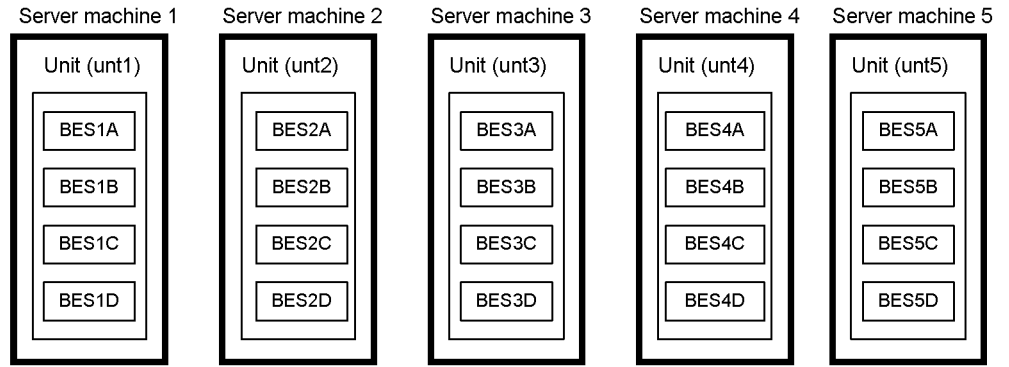 Server machine 1
Server machine 2
Server machine 3
Server machine 4
Server machine 5
Unit (unt1)
Unit (unt2)
Unit (unt3)
Unit (unt4)
Unit (unt5)
BES1A
BES2A
BES3A
BES4A
BES5A
BES1B
BES2B
BES3B
BES4B
BES5B
BES1C
BES2C
BES3C
BES4C
BES5C
BES1D
BES2D
BES3D
BES4D
BES5D